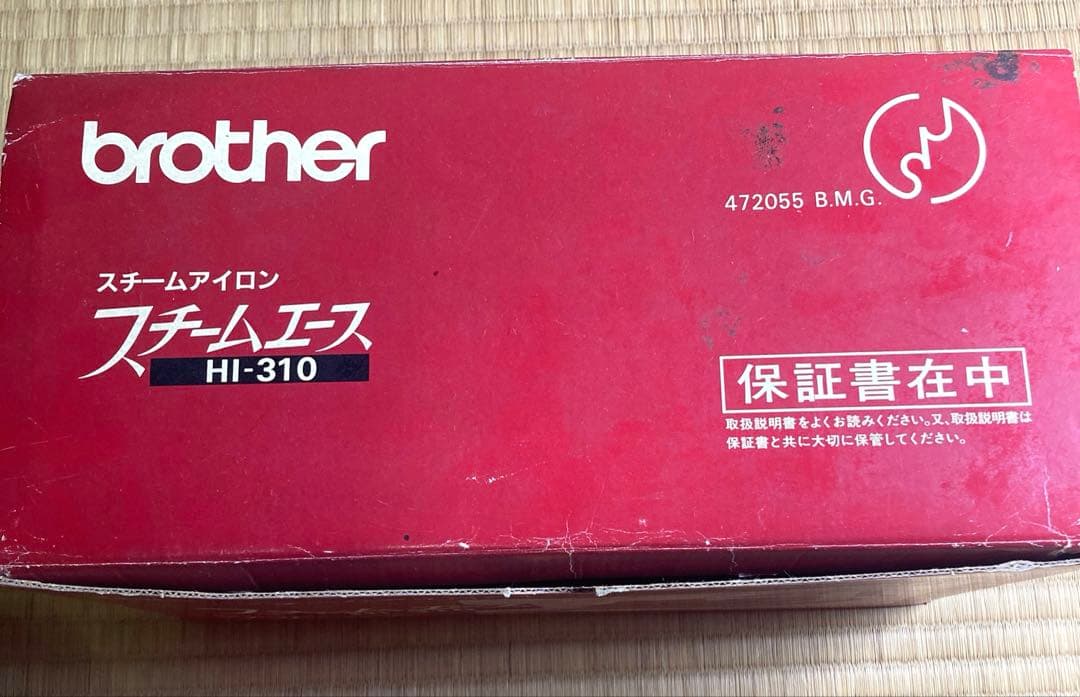 brother
472055 B.M.G.
スチームアイロン
スチームエース
HI-310
保証書在中
取扱説明書をよくお読みください。又、取扱説明書は
保証書と共に大切に保管してください。